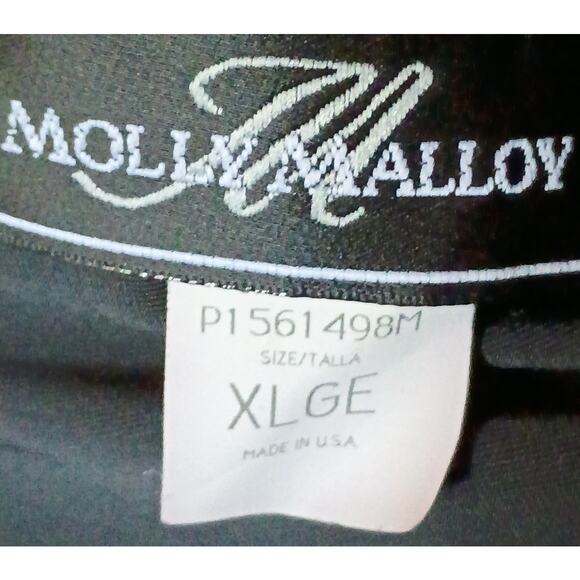 MOLLY MALLOY
P1561498M
SIZE/TALLA
XLGE
MADE IN U.S.A.